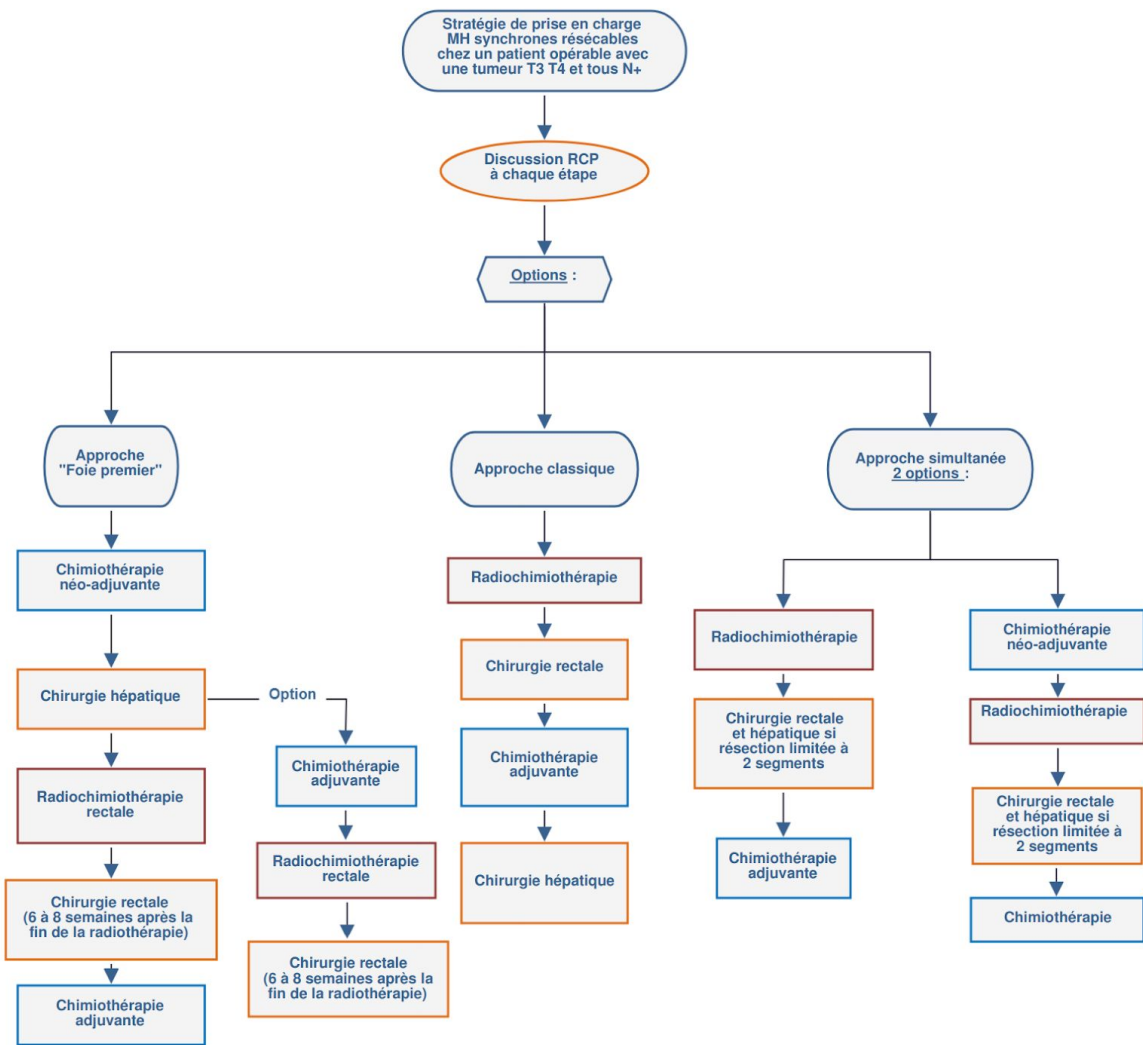 Stratégie de prise en charge
MH synchrones résécables
chez un patient opérable avec
une tumeur T3 T4 et tous N+
Discussion RCP
à chaque étape
Options :
Approche
"Foie premier"
Chimiothérapie
néo-adjuvante
Chirurgie hépatique
Option
Radiochimiothérapie
rectale
Chirurgie rectale
(6 à 8 semaines après la
fin de la radiothérapie)
Chimiothérapie
adjuvante
Chimiothérapie
adjuvante
Radiochimiothérapie
rectale
Chirurgie rectale
(6 à 8 semaines après la
fin de la radiothérapie)
Approche classique
Radiochimiothérapie
Chirurgie rectale
Chimiothérapie
adjuvante
Chirurgie hépatique
Approche simultanée
2 options :
Radiochimiothérapie
Chirurgie rectale
et hépatique si
résection limitée à
2 segments
Chimiothérapie
adjuvante
Chimiothérapie
néo-adjuvante
Radiochimiothérapie
Chirurgie rectale
et hépatique si
résection limitée à
2 segments
Chimiothérapie